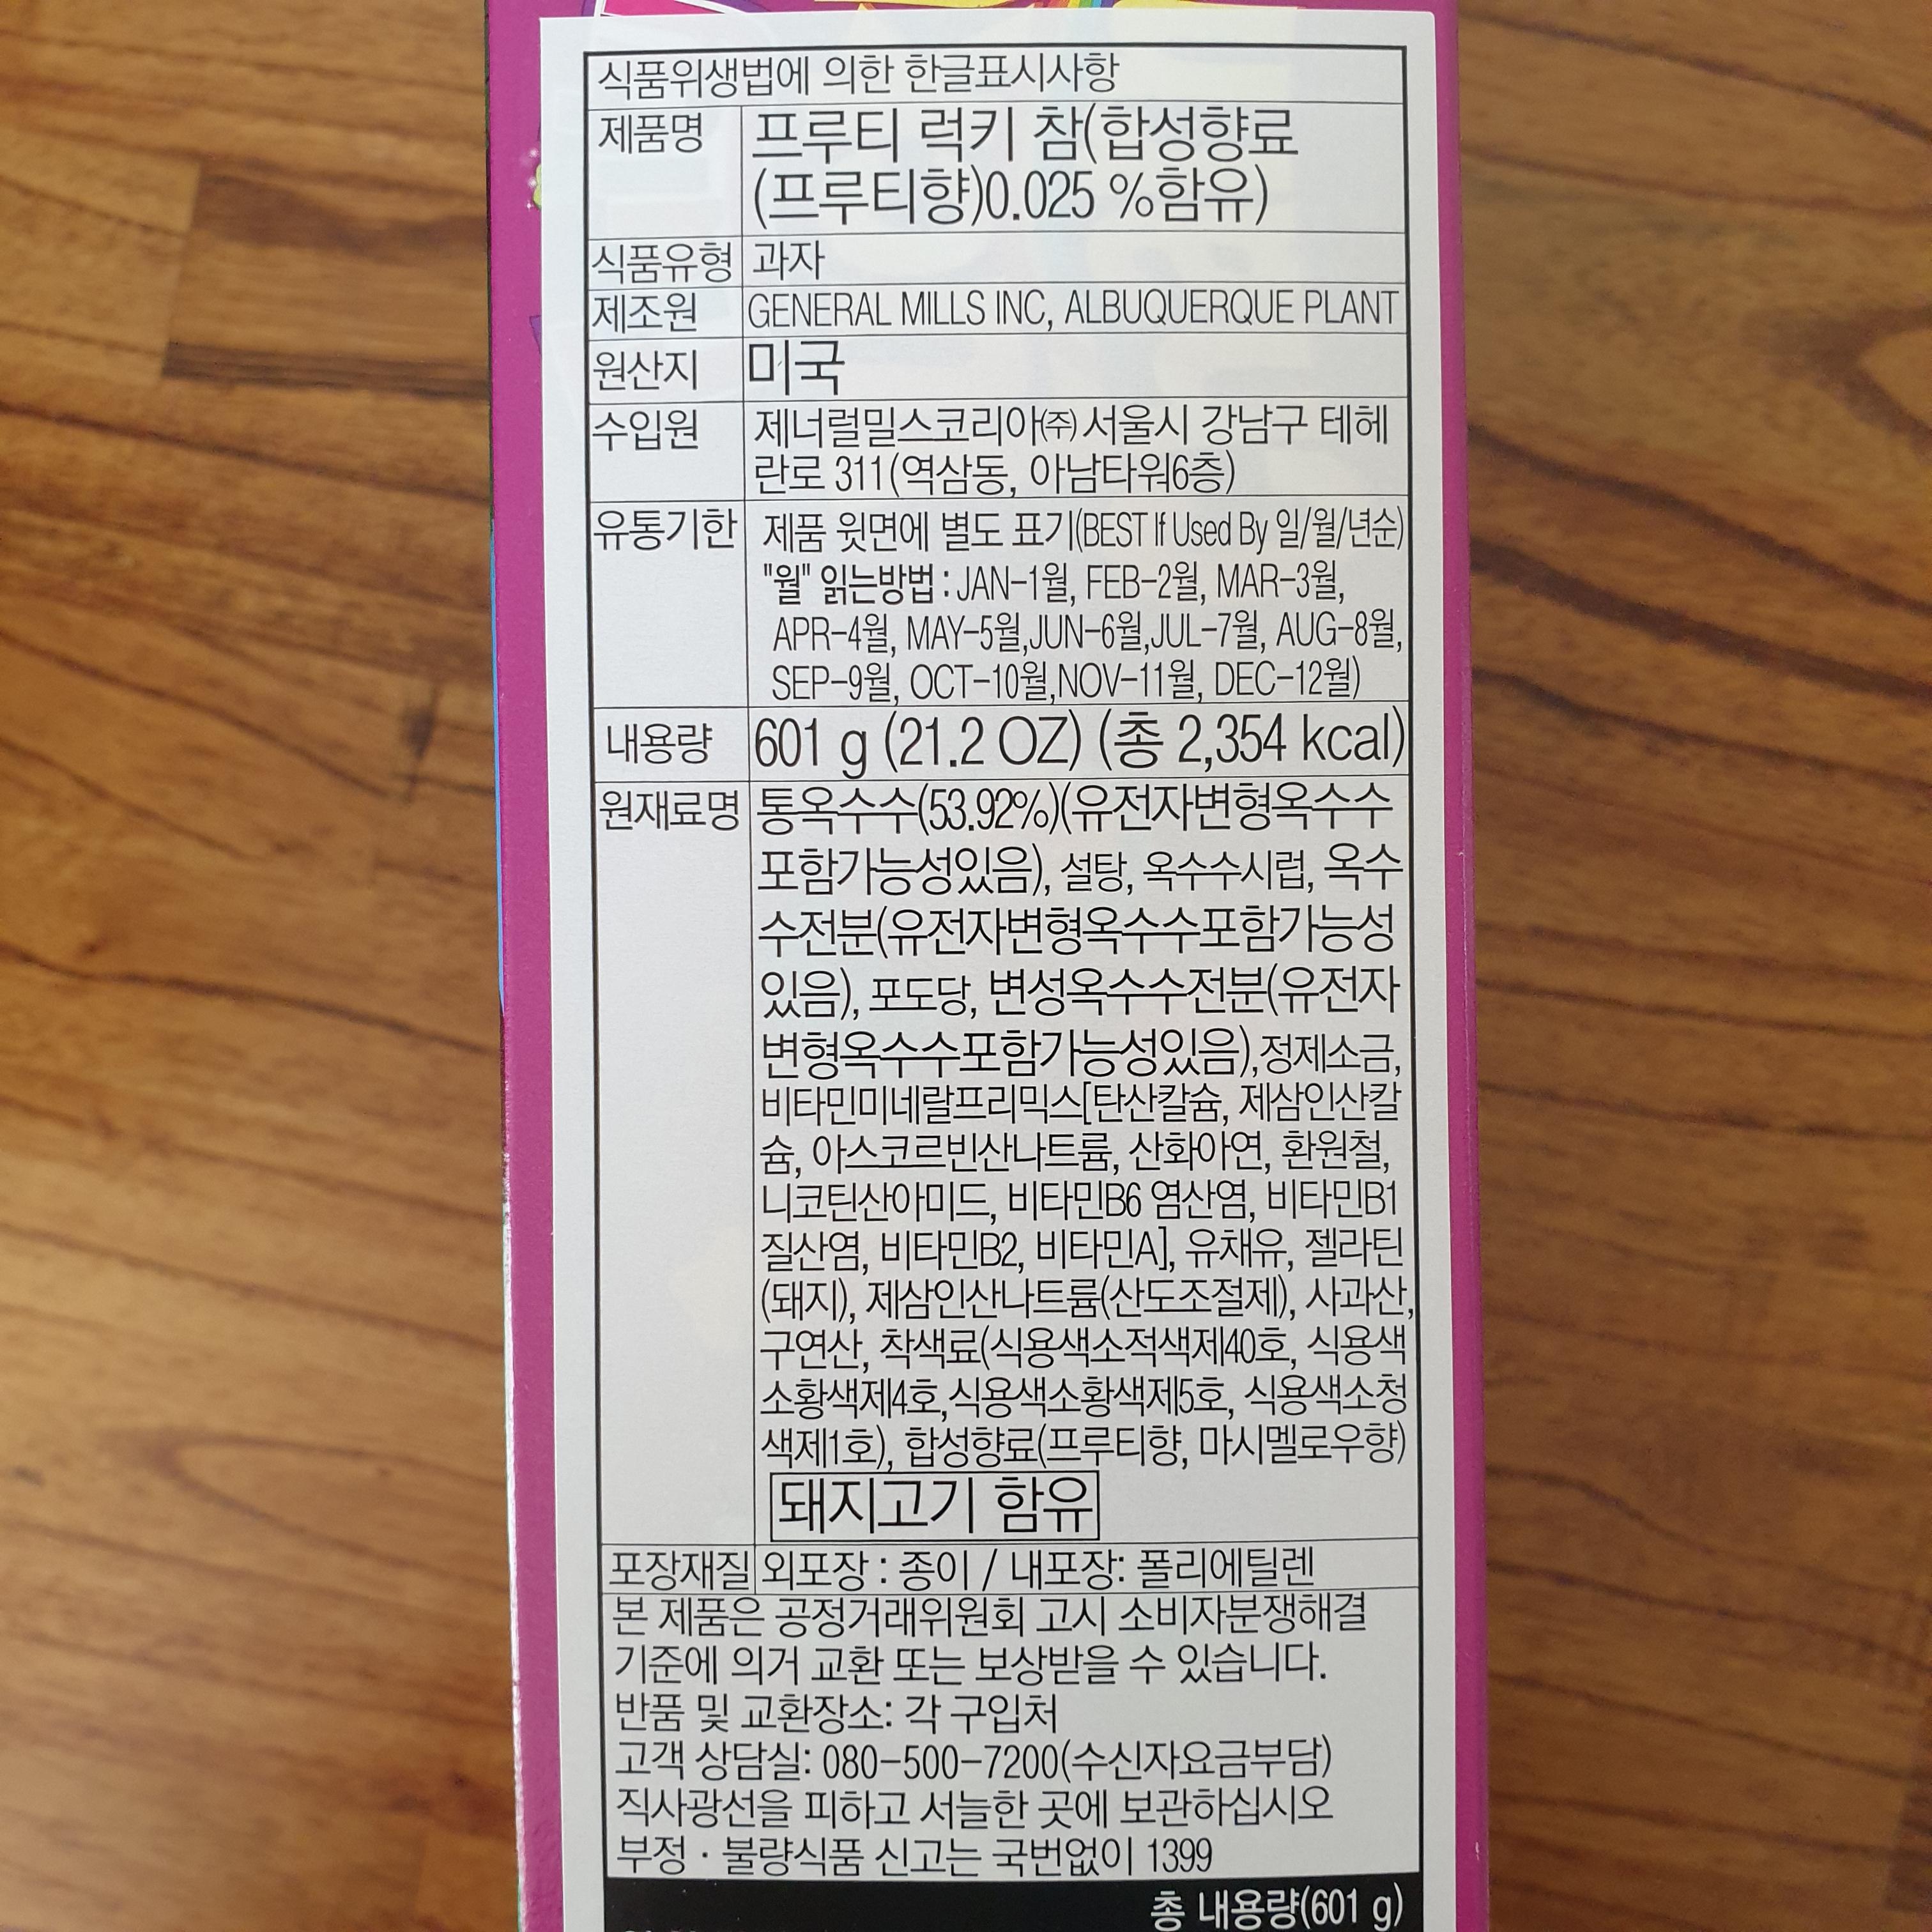 식품위생법에 의한 한글표시사항
제품명 프루티 럭키 참(합성향료
(프루티향)0.025 %함유)
식품유형 과자
제조원 GENERAL MILLS INC, ALBUQUERQUE PLANT
원산지 미국
수입원 제너럴밀스코리아㈜서울시 강남구 테헤
란로 311(역삼동, 아남타워6층)
유통기한 제품 윗면에 별도 표기(BEST If Used By 일/월/년순)
"월" 읽는방법 : JAN-1월, FEB-2월, MAR-3월,
APR-4월, MAY-5월,JUN-6월,JUL-7월, AUG-8월,
SEP-9월, OCT-10월,NOV-11월, DEC-12월)
내용량 601 g (21.2 OZ) (총 2,354 kcal)
원재료명 통옥수수(53.92%)(유전자변형옥수수
포함가능성있음), 설탕, 옥수수시럽, 옥수
수전분(유전자변형옥수수포함가능성
있음), 포도당, 변성옥수수전분(유전자
변형옥수수포함가능성있음),정제소금,
비타민미네랄프리믹스[탄산칼슘, 제삼인산칼
슘, 아스코르빈산나트륨, 산화아연, 환원철,
니코틴산아미드, 비타민B6 염산염, 비타민B1
질산염, 비타민B2, 비타민A], 유채유, 젤라틴
(돼지), 제삼인산나트륨(산도조절제), 사과산,
구연산, 착색료(식용색소적색제40호, 식용색
소황색제4호,식용색소황색제5호, 식용색소청
색제1호), 합성향료(프루티향, 마시멜로우향)
돼지고기 함유
포장재질 외포장 : 종이 / 내포장: 폴리에틸렌
본 제품은 공정거래위원회 고시 소비자분쟁해결
기준에 의거 교환 또는 보상받을 수 있습니다.
반품 및 교환장소: 각 구입처
고객 상담실: 080-500-7200(수신자요금부담)
직사광선을 피하고 서늘한 곳에 보관하십시오
부정 · 불량식품 신고는 국번없이 1399
총 내용량(601 g)